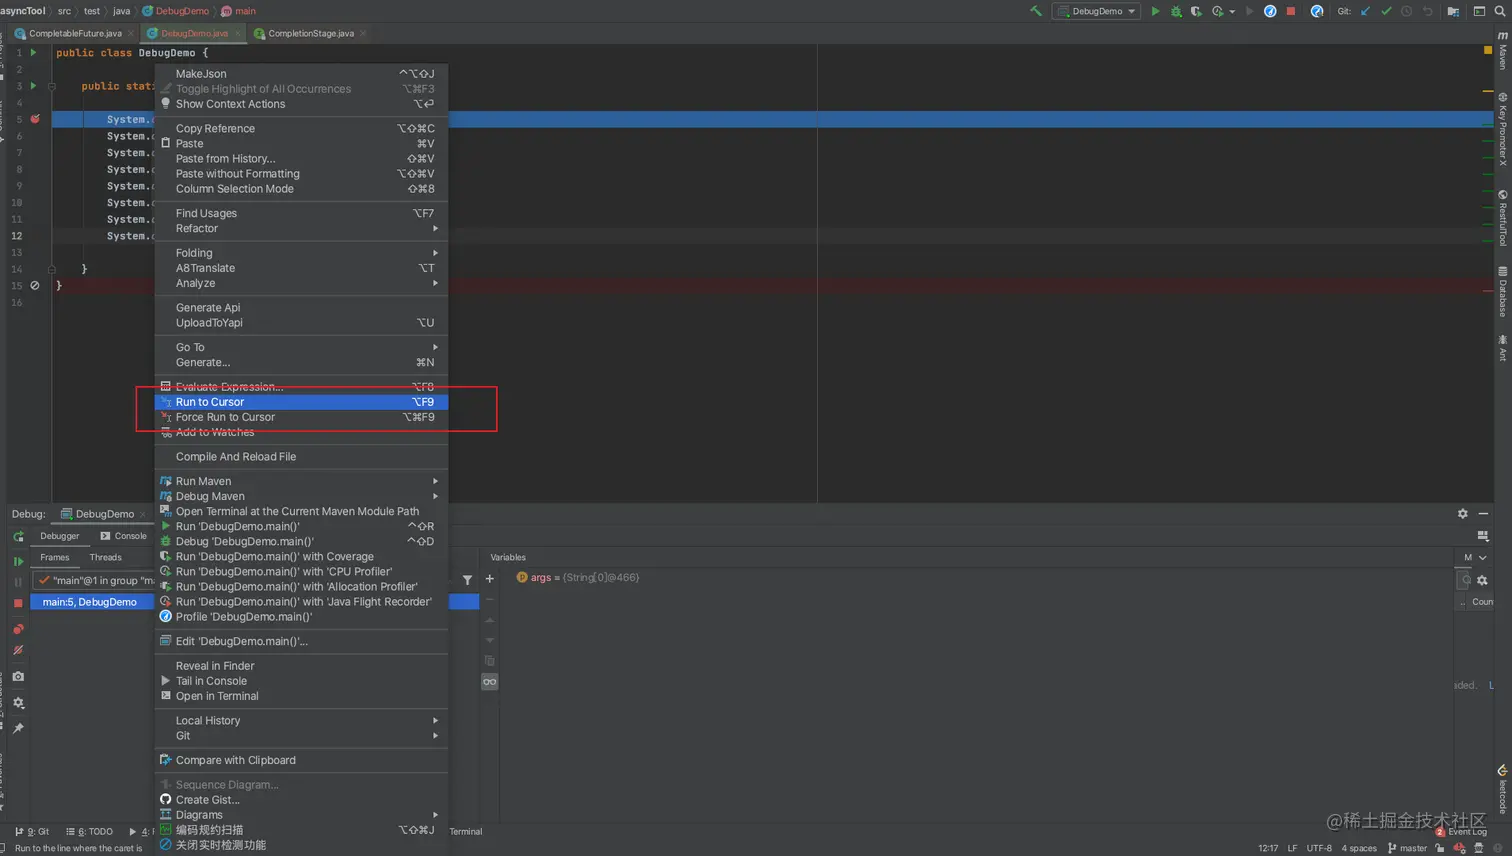 asyncTool › src › test › java › DebugDemo › main
DebugDemo
Git:
CompletableFuture.java
DebugDemo.java
CompletionStage.java
1 public class DebugDemo {
2
3 public stati
4
5 System.
6 System.
7 System.
8 System.
9 System.
10 System.
11 System.
12 System.
13
14 }
15 }
16
MakeJson ⌃⌥⇧J
Toggle Highlight of All Occurrences ⌥⌘F3
Show Context Actions ⌥⏎
Copy Reference ⌥⇧⌘C
Paste ⌘V
Paste from History... ⇧⌘V
Paste without Formatting ⌥⇧⌘V
Column Selection Mode ⇧⌘8
Find Usages ⌥F7
Refactor
Folding
A8Translate ⌥T
Analyze
Generate Api
UploadToYapi ⌥U
Go To
Generate... ⌘N
Evaluate Expression... ⌥F8
Run to Cursor ⌥F9
Force Run to Cursor ⌥⌘F9
Add to Watches
Compile And Reload File
Run Maven
Debug Maven
Open Terminal at the Current Maven Module Path
Run 'DebugDemo.main()' ⌃⇧R
Debug 'DebugDemo.main()' ⌃⇧D
Run 'DebugDemo.main()' with Coverage
Run 'DebugDemo.main()' with 'CPU Profiler'
Run 'DebugDemo.main()' with 'Allocation Profiler'
Run 'DebugDemo.main()' with 'Java Flight Recorder'
Profile 'DebugDemo.main()'
Edit 'DebugDemo.main()'...
Reveal in Finder
Tail in Console
Open in Terminal
Local History
Git
Compare with Clipboard
Sequence Diagram...
Create Gist...
Diagrams
编码规约扫描 ⌥⇧⌘J
关闭实时检测功能
Maven
Key Promoter X
RestfulTool
Database
Ant
leetcode
Debug: DebugDemo
Debugger Console
Frames Threads
"main"@1 in group "ma
main:5, DebugDemo
Variables
args = {String[0]@466}
M
.. Count
aded. L
9: Git 6: TODO 4: Terminal
@稀土掘金技术社区
2 Event Log
Run to the line where the caret is
12:17 LF UTF-8 4 spaces master